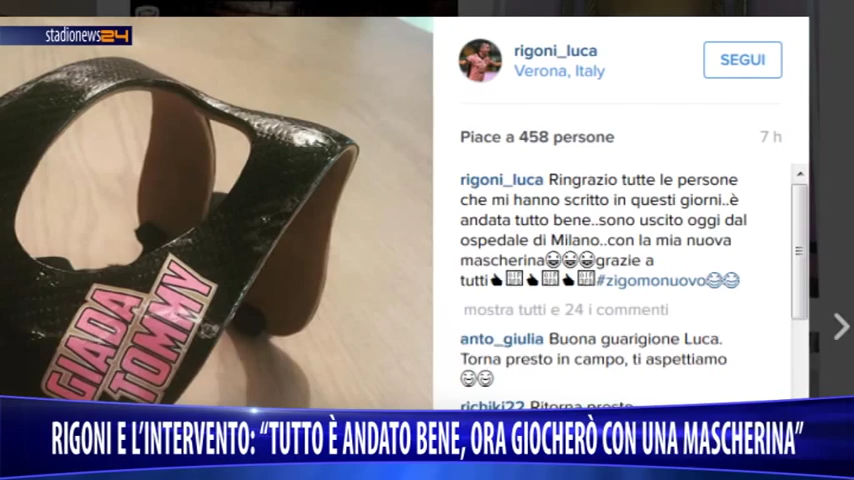 stadionews24
GIADA
TOMMY
rigoni_luca
Verona, Italy
SEGUI
Piace a 458 persone
7 h
rigoni_luca Ringrazio tutte le persone
che mi hanno scritto in questi giorni..è
andata tutto bene..sono uscito oggi dal
ospedale di Milano..con la mia nuova
mascherina😄😄😄grazie a
tutti👍👍👍#zigomonuovo😂😂
mostra tutti e 24 i commenti
anto_giulia Buona guarigione Luca.
Torna presto in campo, ti aspettiamo
😄😄
richiki22 Ritorna presto
RIGONI E L'INTERVENTO: “TUTTO È ANDATO BENE, ORA GIOCHERÒ CON UNA MASCHERINA”